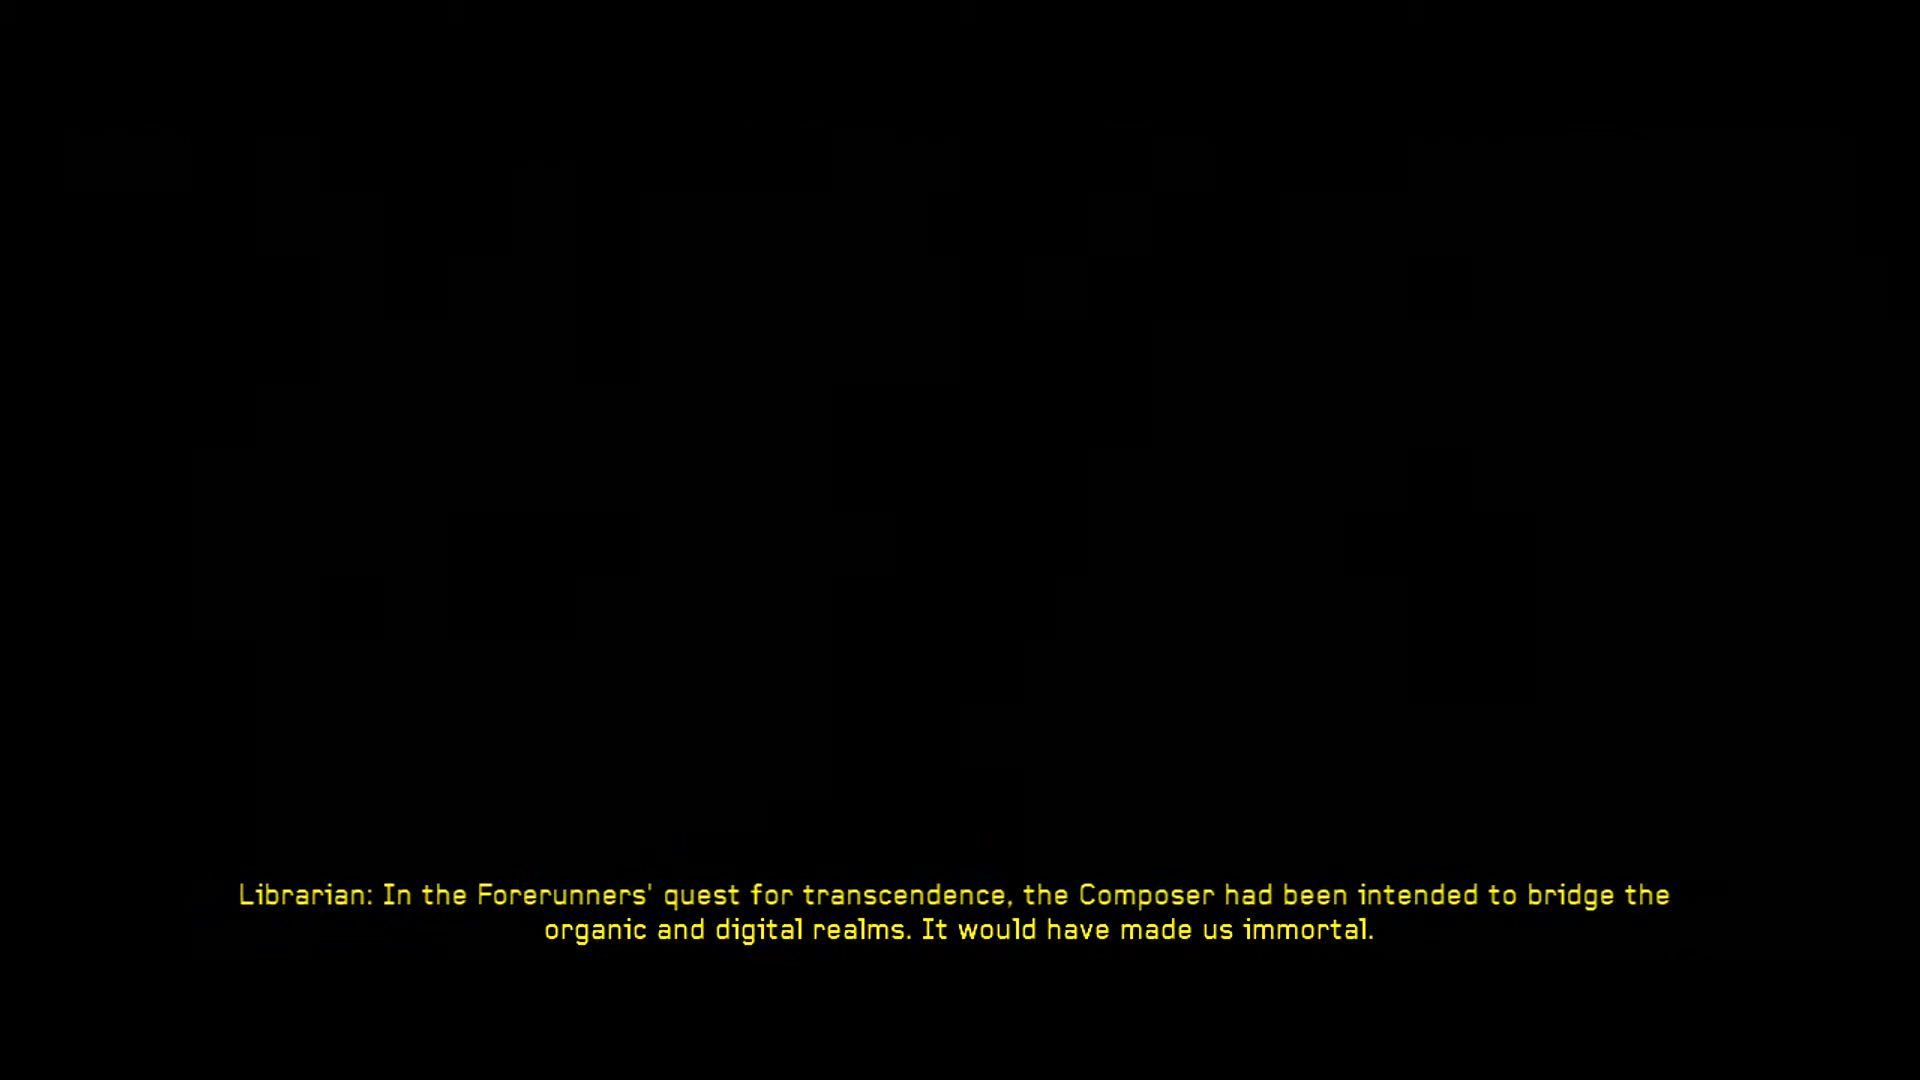 Librarian: In the Forerunners' quest for transcendence, the Composer had been intended to bridge the
organic and digital realms. It would have made us immortal.